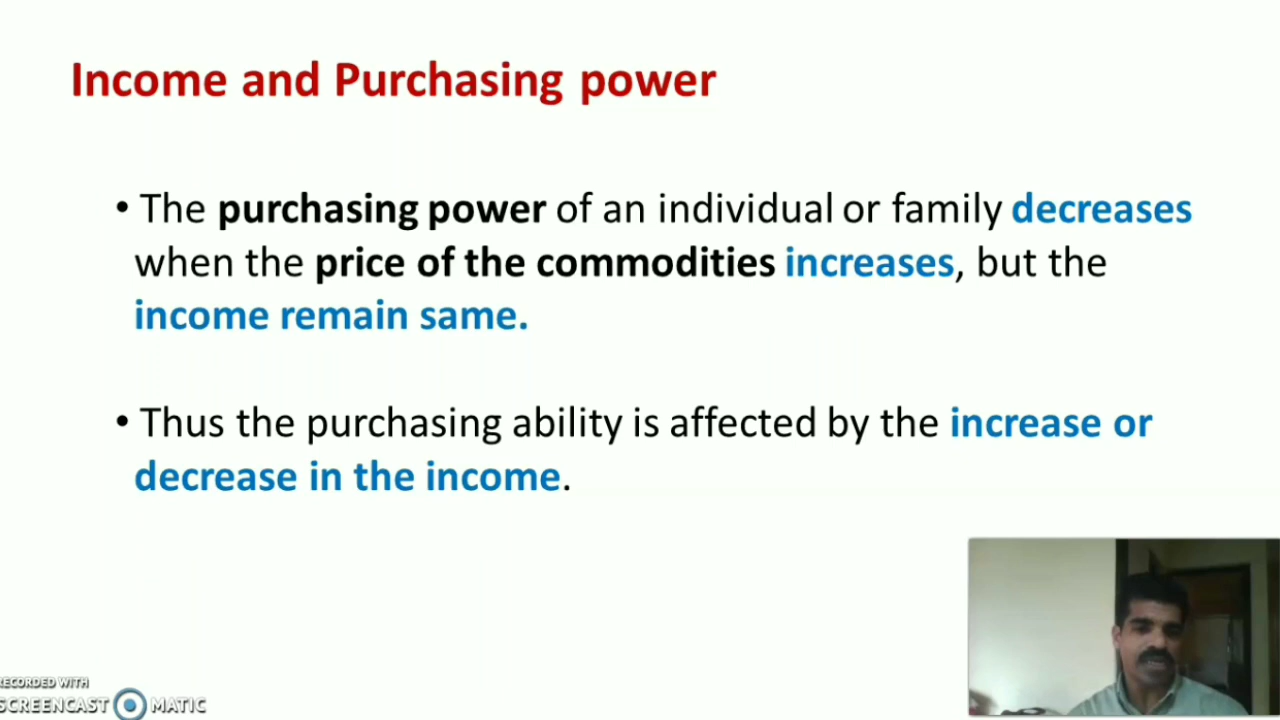 Income and Purchasing power
• The purchasing power of an individual or family decreases
when the price of the commodities increases, but the
income remain same.
• Thus the purchasing ability is affected by the increase or
decrease in the income.
RECORDED WITH
SCREENCAST MATIC